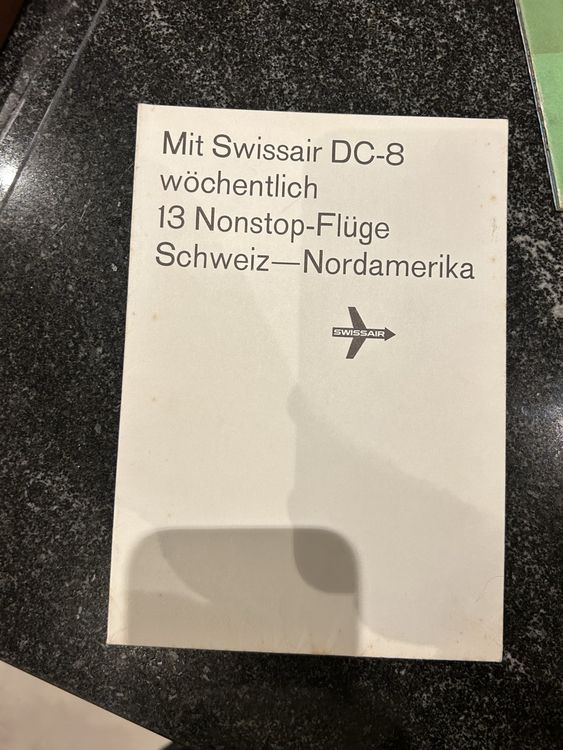 Mit Swissair DC-8
wöchentlich
13 Nonstop-Flüge
Schweiz—Nordamerika
SWISSAIR